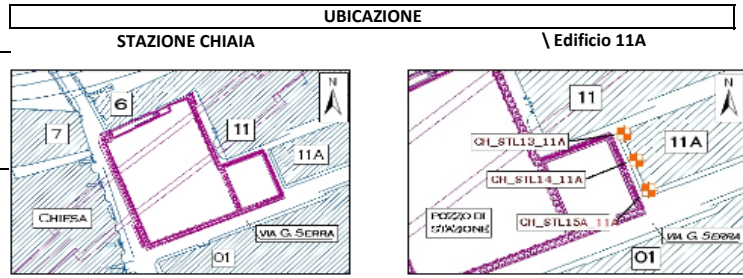 UBICAZIONE
STAZIONE CHIAIA
\ Edificio 11A
N
6
7
11
11A
CHIESA
VIA G. SERRA
O1
N
11
CH_STL13_11A
11A
CH_STL14_11A
POZZO DI
STAZIONE
CH_STL15A_11A
VIA G. SERRA
O1